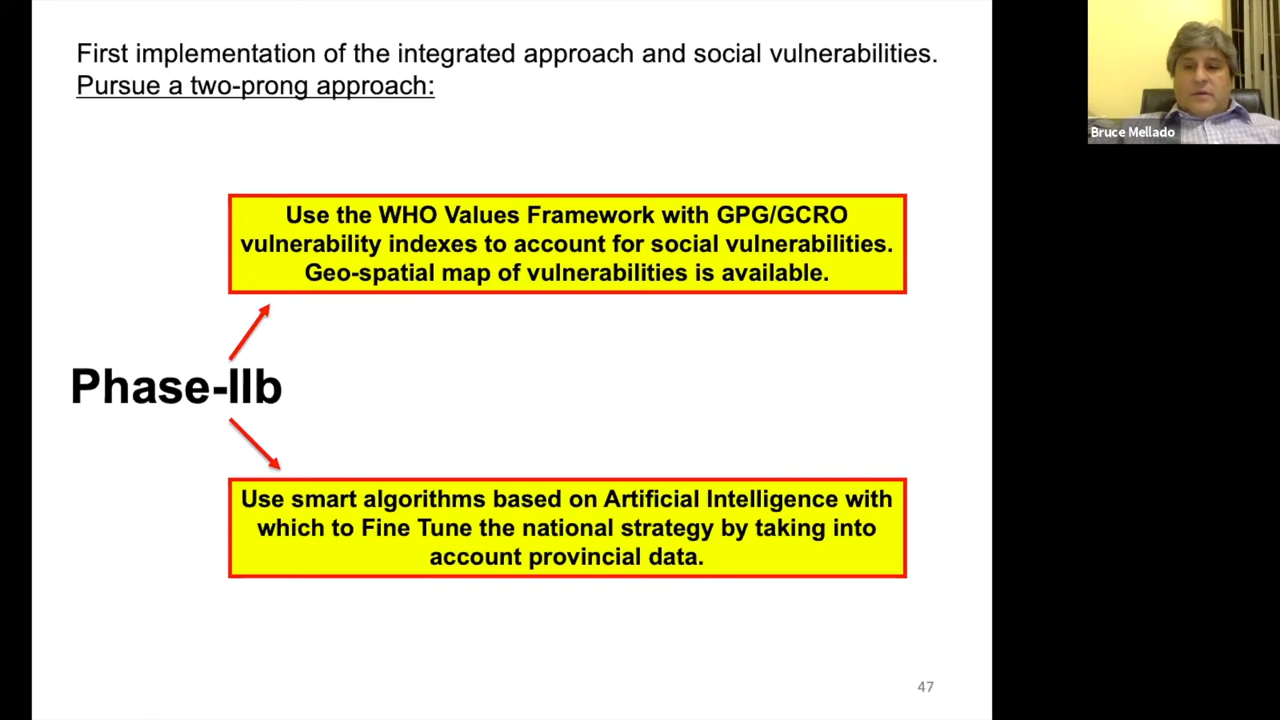 First implementation of the integrated approach and social vulnerabilities.
Pursue a two-prong approach:
Bruce Mellado
Use the WHO Values Framework with GPG/GCRO
vulnerability indexes to account for social vulnerabilities.
Geo-spatial map of vulnerabilities is available.
Phase-IIb
Use smart algorithms based on Artificial Intelligence with
which to Fine Tune the national strategy by taking into
account provincial data.
47